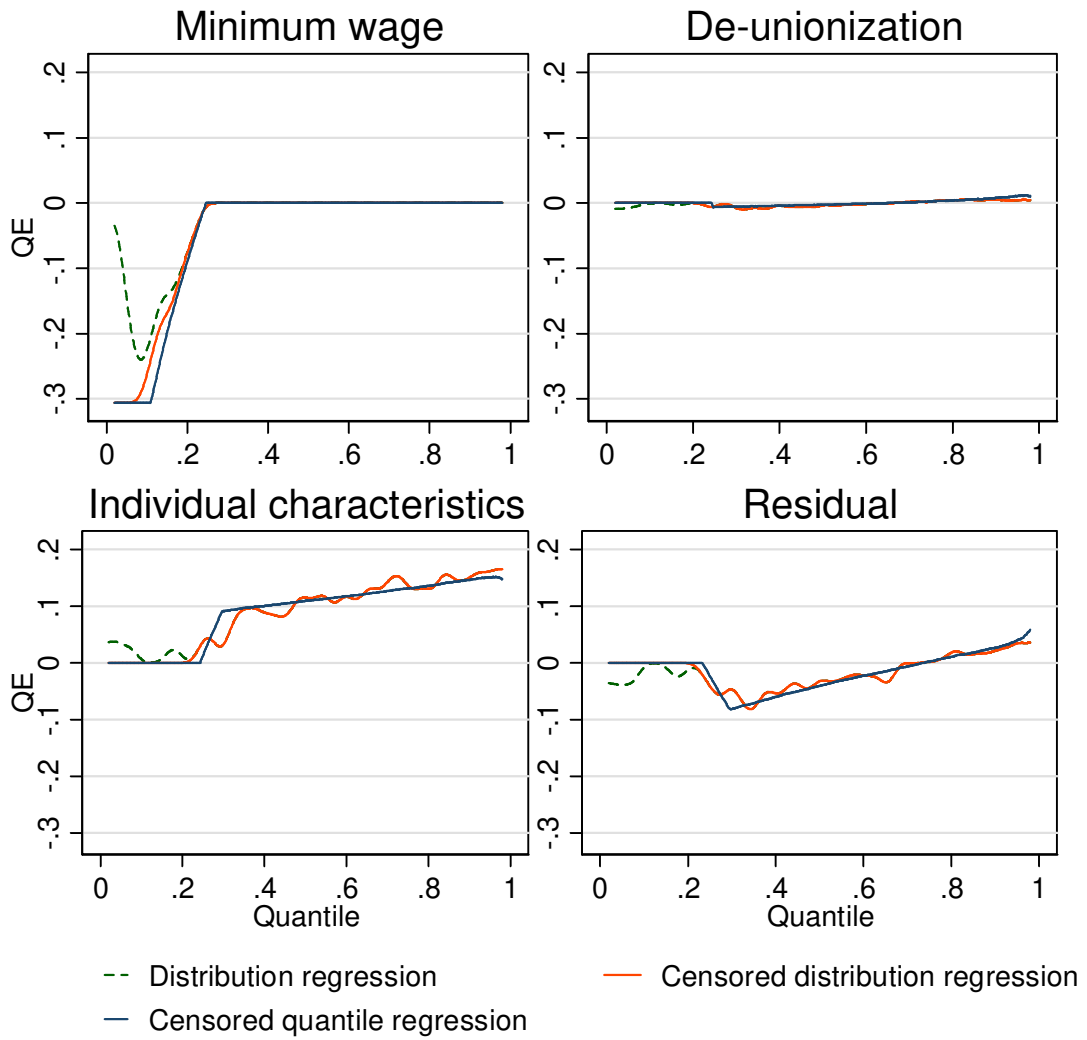 Minimum wage
De-unionization
QE
.2
.1
0
-.1
-.2
-.3
0 .2 .4 .6 .8 1
.2
.1
0
-.1
-.2
-.3
0 .2 .4 .6 .8 1
Individual characteristics
Residual
QE
.2
.1
0
-.1
-.2
-.3
0 .2 .4 .6 .8 1
Quantile
.2
.1
0
-.1
-.2
-.3
0 .2 .4 .6 .8 1
Quantile
Distribution regression
Censored distribution regression
Censored quantile regression